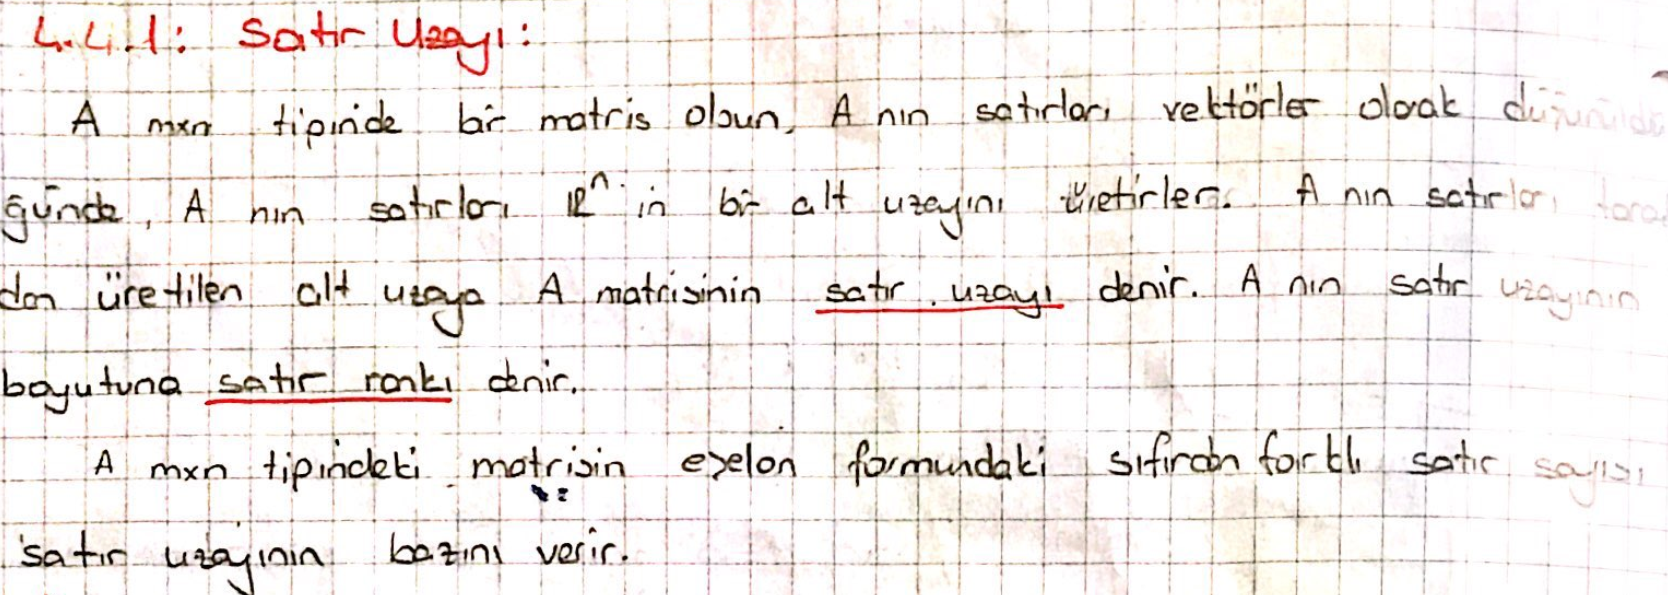 4.4.1: Satır Uzayı:
A mxn tipinde bir matris olsun, A nın satırları vektörler olarak düşünüldü
ğünde, A nın satırları ℝⁿ in bir alt uzayını üretirler. A nın satırları tara
dan üretilen alt uzaya A matrisinin satır uzayı denir. A nın satır uzayının
boyutuna satır rankı denir.
A mxn tipindeki matrisin eşelon formundaki sıfırdan farklı satır sayısı
satır uzayının bazını verir.